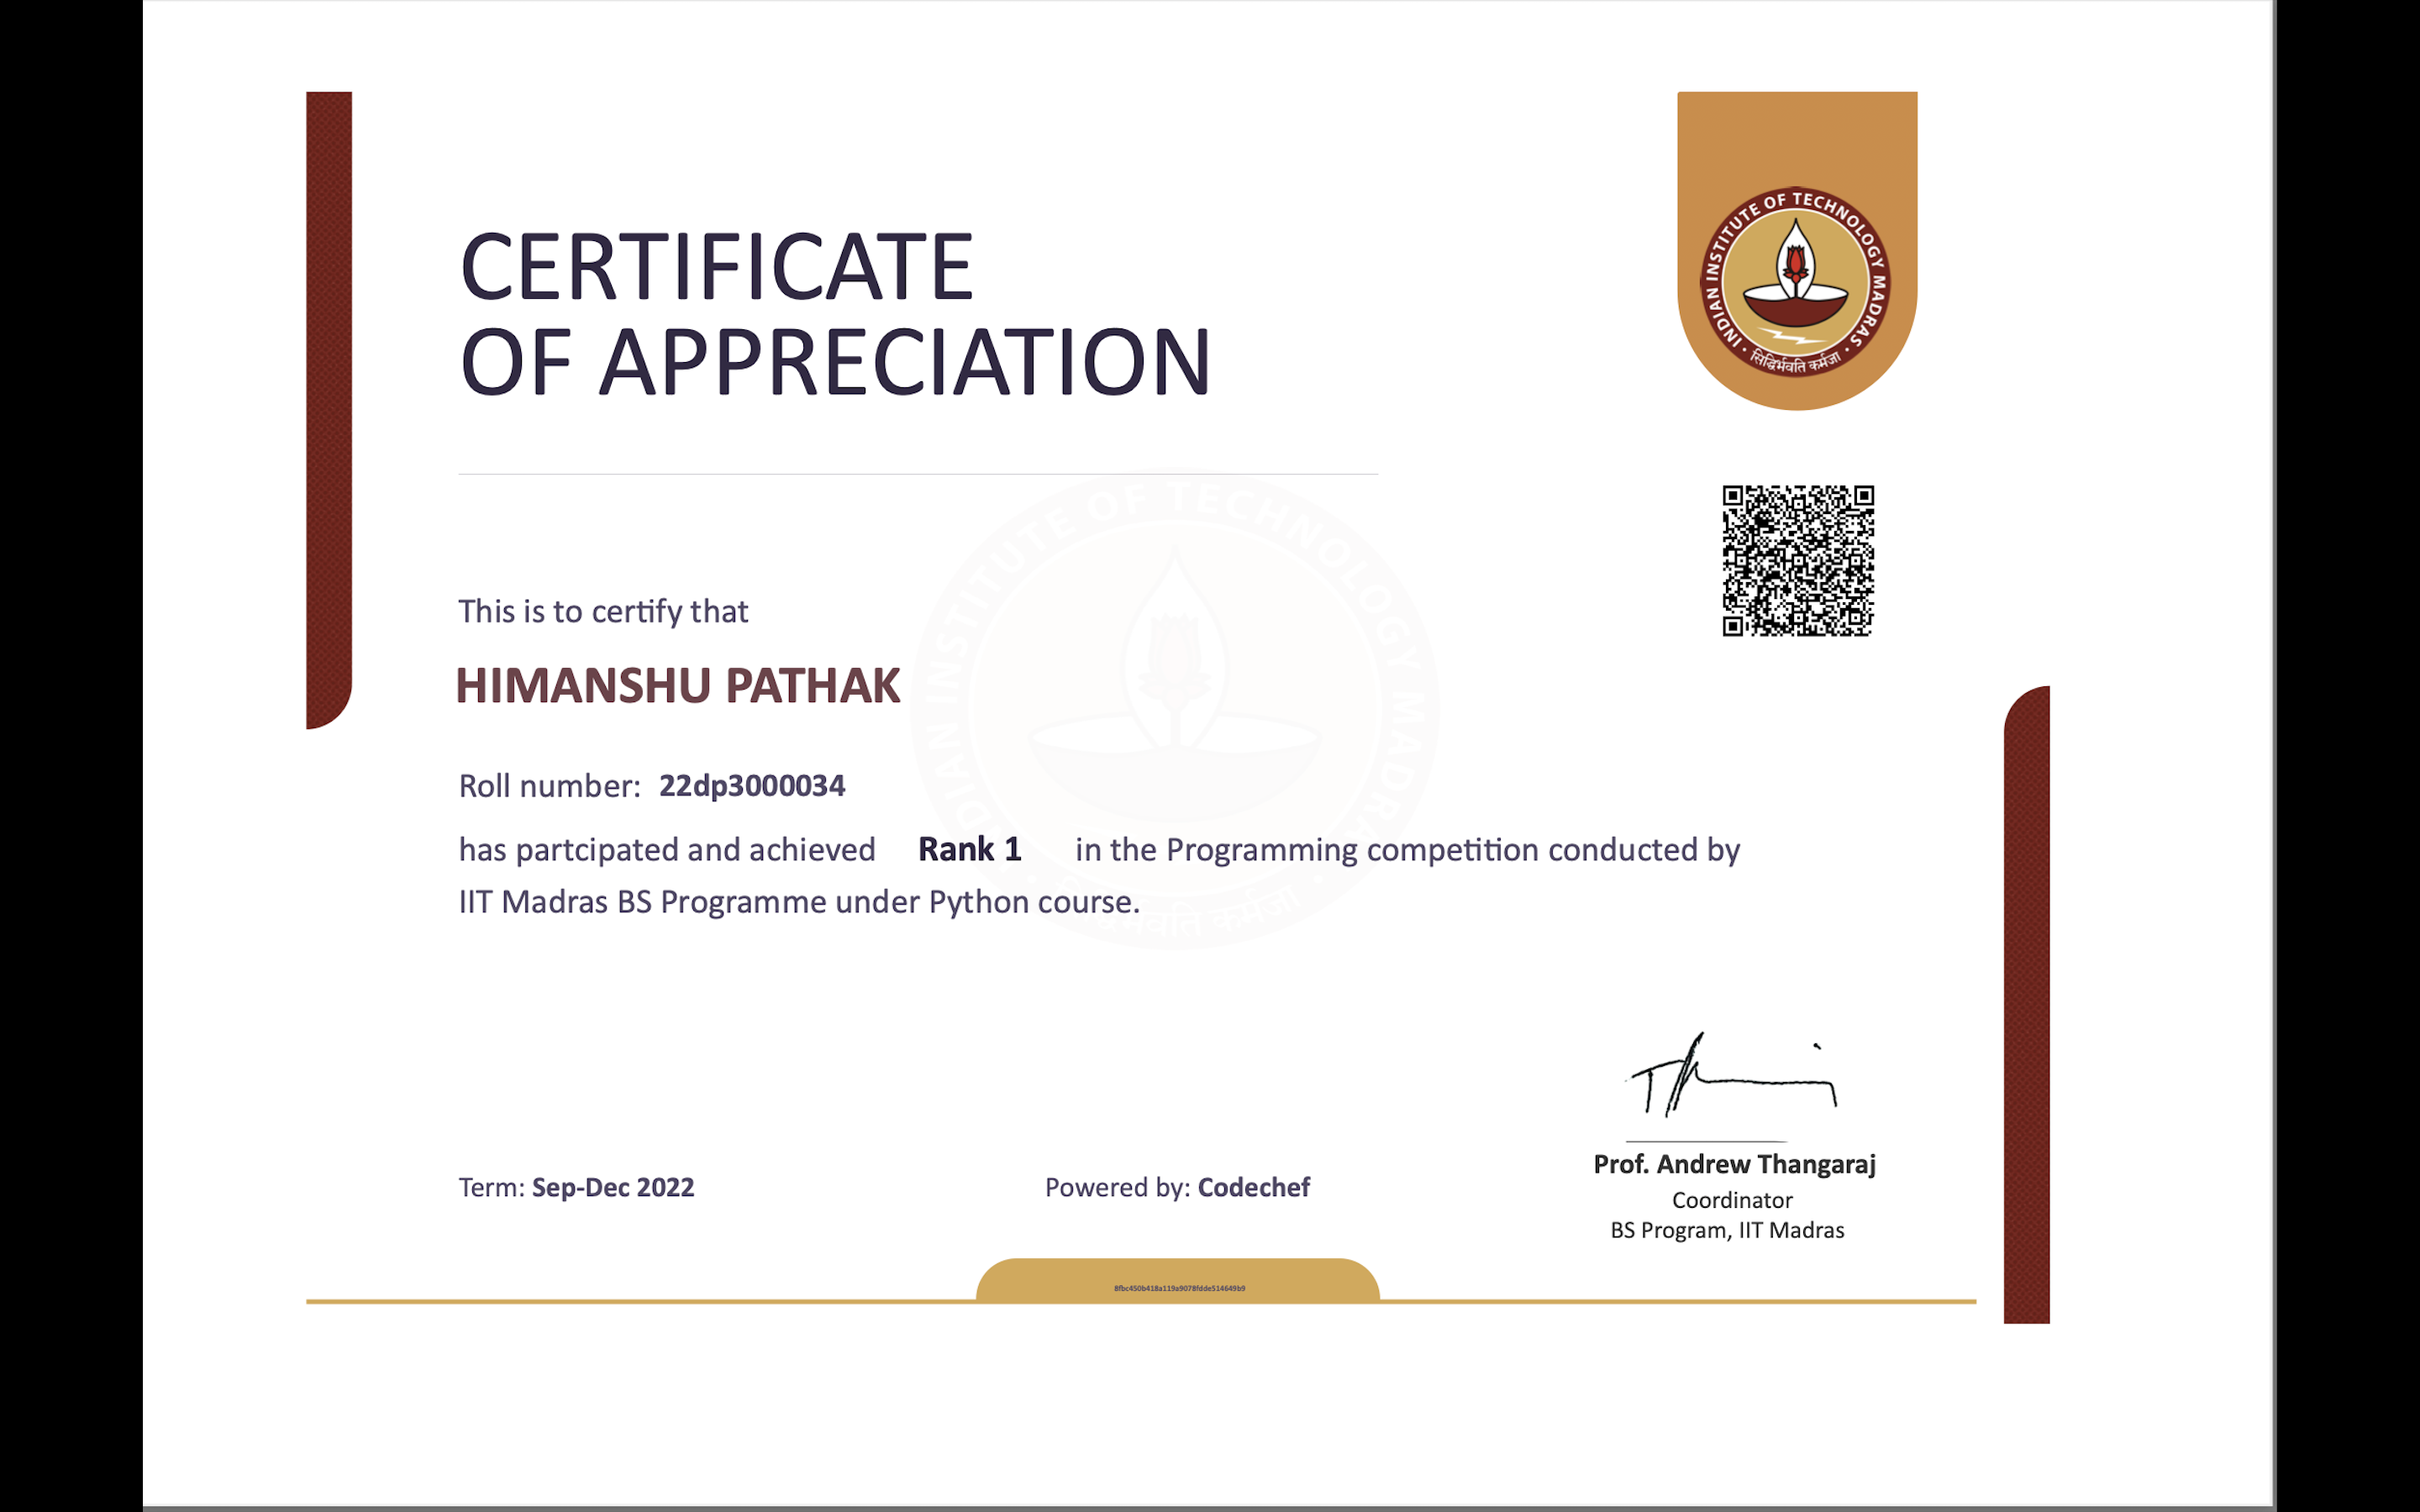 CERTIFICATE
OF APPRECIATION
INDIAN INSTITUTE OF TECHNOLOGY MADRAS
सिद्धिर्भवति कर्मजा
This is to certify that
HIMANSHU PATHAK
Roll number: 22dp3000034
has partcipated and achieved Rank 1 in the Programming competition conducted by
IIT Madras BS Programme under Python course.
Term: Sep-Dec 2022
Powered by: Codechef
Prof. Andrew Thangaraj
Coordinator
BS Program, IIT Madras
8fbc450b418a119a9078fdde514649b9